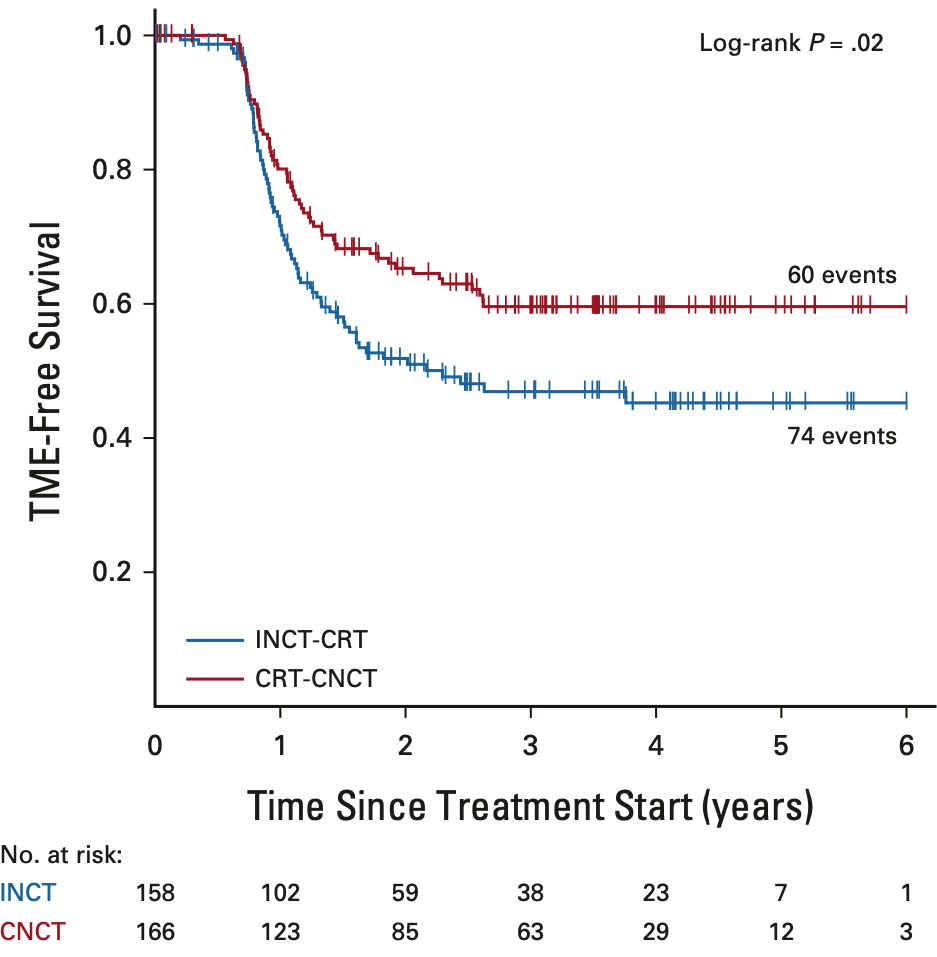 Log-rank P = .02
TME-Free Survival
1.0
0.8
0.6
0.4
0.2
60 events
74 events
INCT-CRT
CRT-CNCT
0 1 2 3 4 5 6
Time Since Treatment Start (years)
No. at risk:
INCT 158 102 59 38 23 7 1
CNCT 166 123 85 63 29 12 3